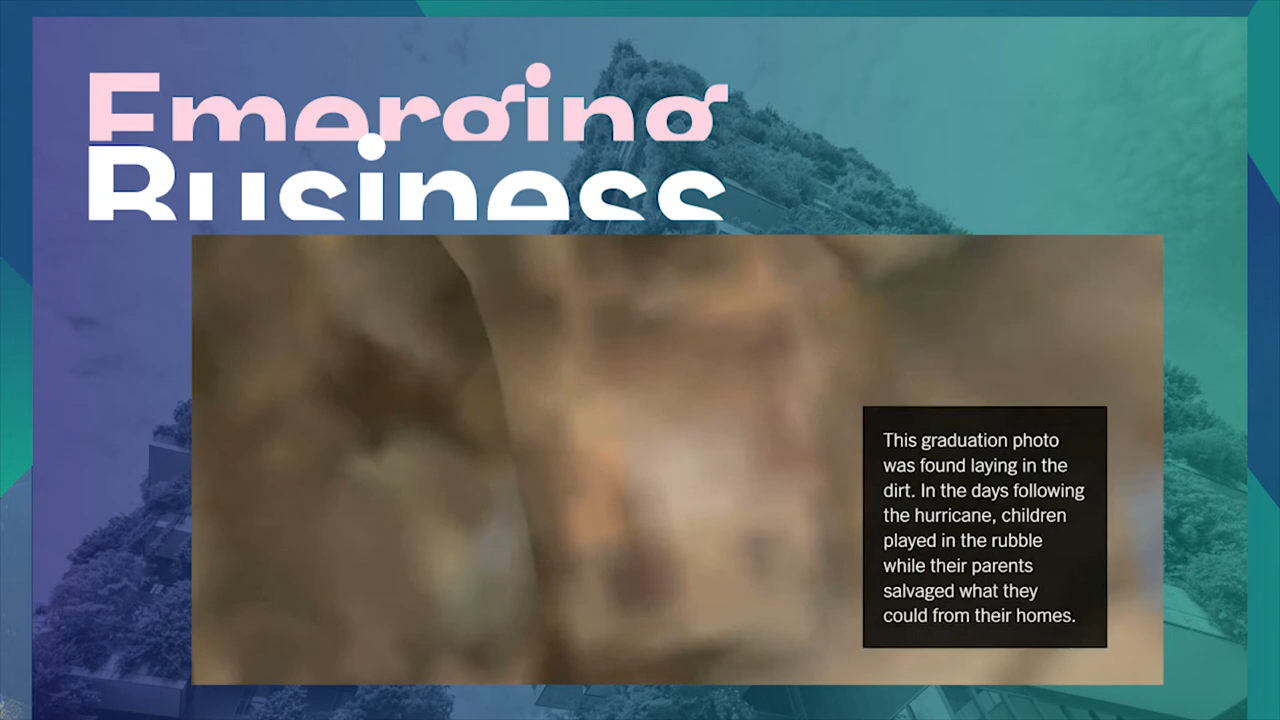 Emerging
Business
This graduation photo
was found laying in the
dirt. In the days following
the hurricane, children
played in the rubble
while their parents
salvaged what they
could from their homes.